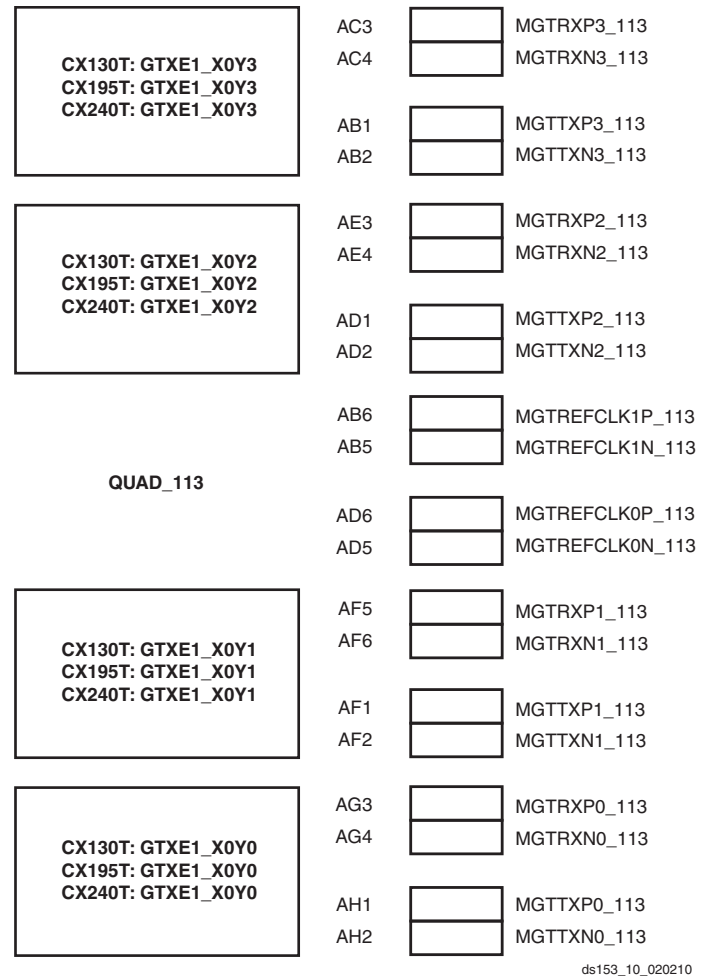 CX130T: GTXE1_X0Y3
CX195T: GTXE1_X0Y3
CX240T: GTXE1_X0Y3
AC3 MGTRXP3_113
AC4 MGTRXN3_113
AB1 MGTTXP3_113
AB2 MGTTXN3_113
CX130T: GTXE1_X0Y2
CX195T: GTXE1_X0Y2
CX240T: GTXE1_X0Y2
AE3 MGTRXP2_113
AE4 MGTRXN2_113
AD1 MGTTXP2_113
AD2 MGTTXN2_113
QUAD_113
AB6 MGTREFCLK1P_113
AB5 MGTREFCLK1N_113
AD6 MGTREFCLK0P_113
AD5 MGTREFCLK0N_113
CX130T: GTXE1_X0Y1
CX195T: GTXE1_X0Y1
CX240T: GTXE1_X0Y1
AF5 MGTRXP1_113
AF6 MGTRXN1_113
AF1 MGTTXP1_113
AF2 MGTTXN1_113
CX130T: GTXE1_X0Y0
CX195T: GTXE1_X0Y0
CX240T: GTXE1_X0Y0
AG3 MGTRXP0_113
AG4 MGTRXN0_113
AH1 MGTTXP0_113
AH2 MGTTXN0_113
ds153_10_020210